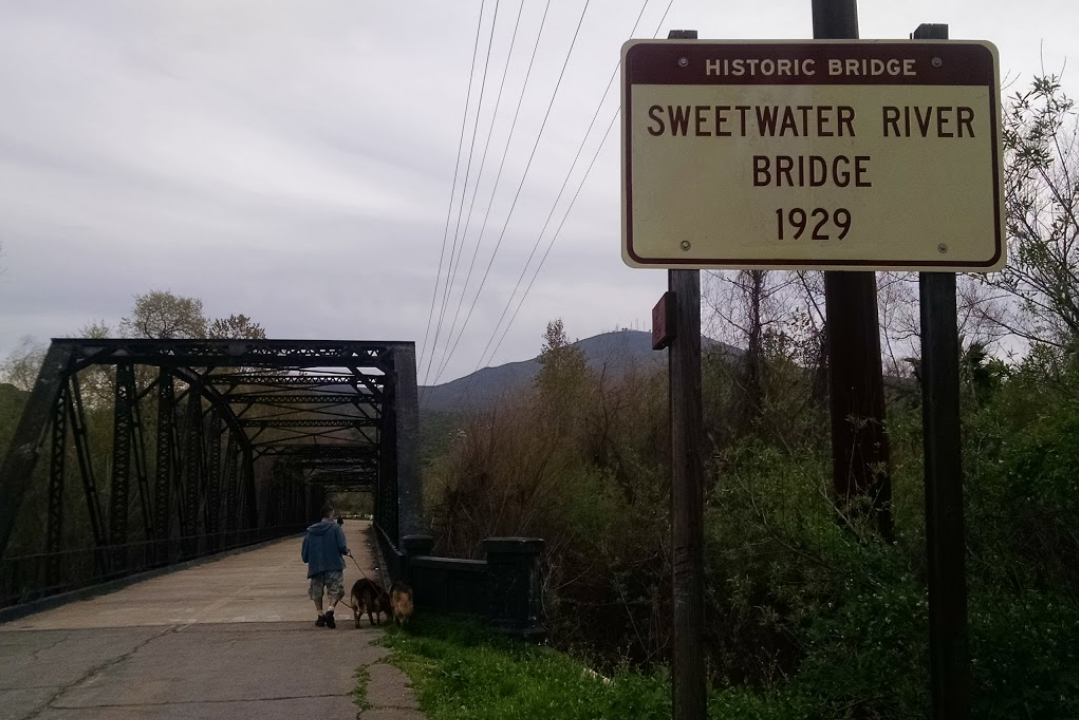 HISTORIC BRIDGE
SWEETWATER RIVER
BRIDGE
1929